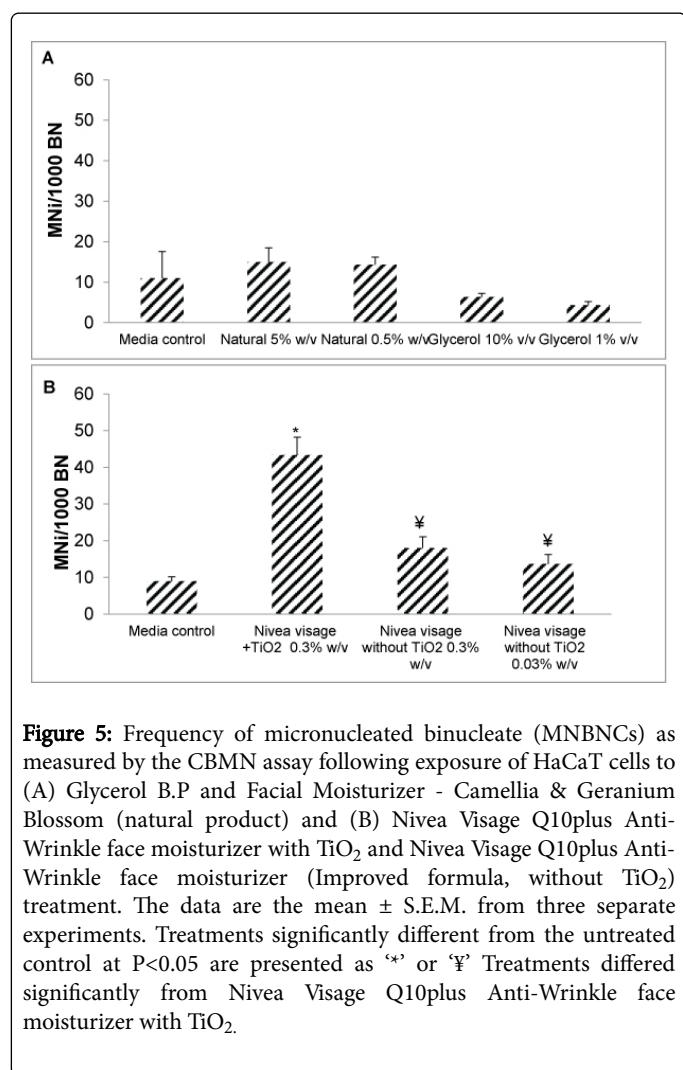 A
MNi/1000 BN
60
50
40
30
20
10
0
Media control Natural 5% w/v Natural 0.5% w/v Glycerol 10% v/v Glycerol 1% v/v
B
MNi/1000 BN
60
50
40
30
20
10
0
*
¥
¥
Media control
Nivea visage
+TiO2 0.3% w/v
Nivea visage
without TiO2 0.3%
w/v
Nivea visage
without TiO2
0.03% w/v
Figure 5: Frequency of micronucleated binucleate (MNBNCs) as
measured by the CBMN assay following exposure of HaCaT cells to
(A) Glycerol B.P and Facial Moisturizer - Camellia & Geranium
Blossom (natural product) and (B) Nivea Visage Q10plus Anti-
Wrinkle face moisturizer with TiO₂ and Nivea Visage Q10plus Anti-
Wrinkle face moisturizer (Improved formula, without TiO₂)
treatment. The data are the mean ± S.E.M. from three separate
experiments. Treatments significantly different from the untreated
control at P<0.05 are presented as ‘*’ or ‘¥’ Treatments differed
significantly from Nivea Visage Q10plus Anti-Wrinkle face
moisturizer with TiO₂.